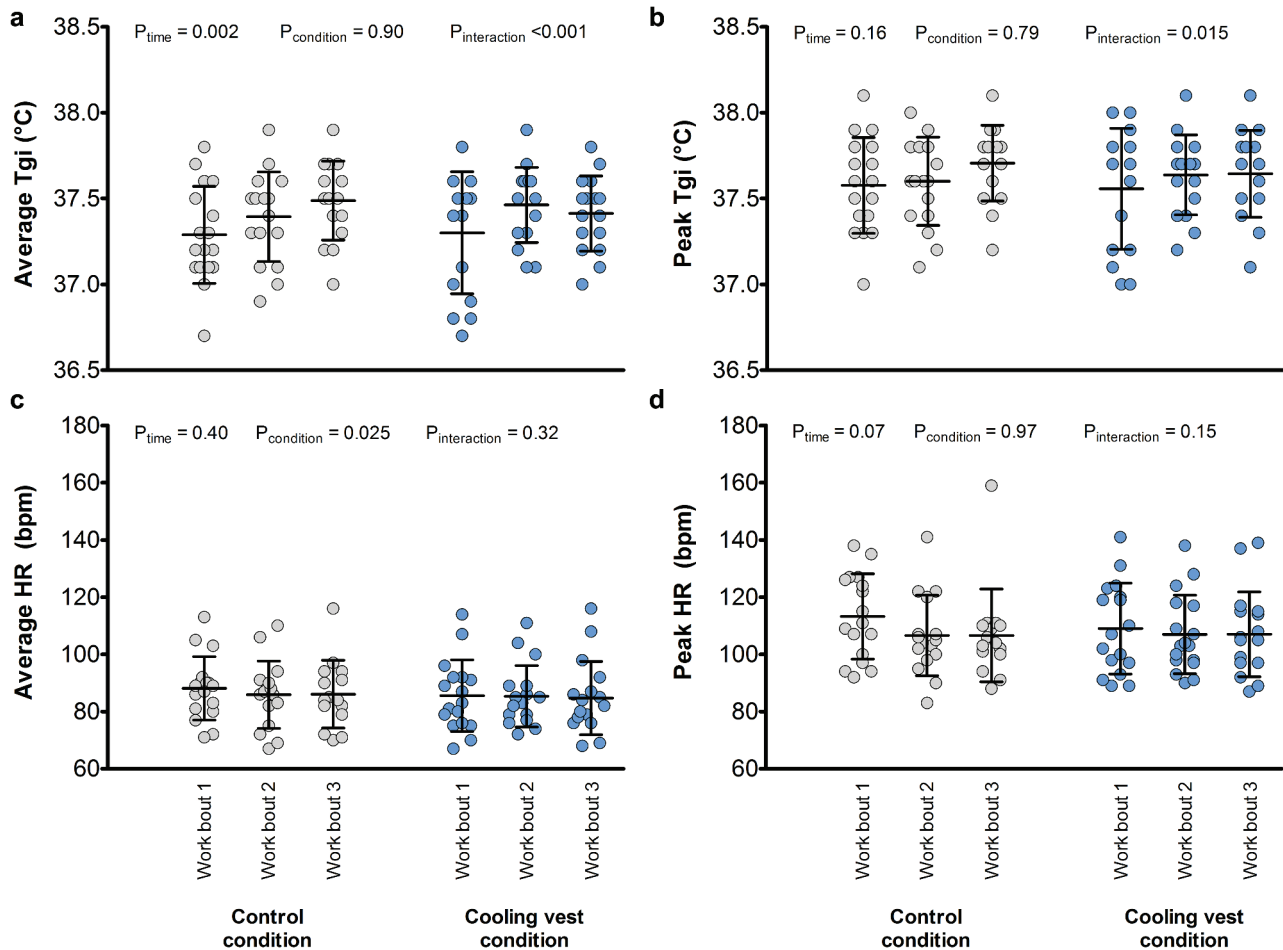 a
P time = 0.002 P condition = 0.90 P interaction <0.001
38.5
38.0
37.5
37.0
36.5
Average Tgi (°C)
b
P time = 0.16 P condition = 0.79 P interaction = 0.015
38.5
38.0
37.5
37.0
36.5
Peak Tgi (°C)
c
P time = 0.40 P condition = 0.025 P interaction = 0.32
180
160
140
120
100
80
60
Average HR (bpm)
Work bout 1
Work bout 2
Work bout 3
Work bout 1
Work bout 2
Work bout 3
Control
condition
Cooling vest
condition
d
P time = 0.07 P condition = 0.97 P interaction = 0.15
180
160
140
120
100
80
60
Peak HR (bpm)
Work bout 1
Work bout 2
Work bout 3
Work bout 1
Work bout 2
Work bout 3
Control
condition
Cooling vest
condition